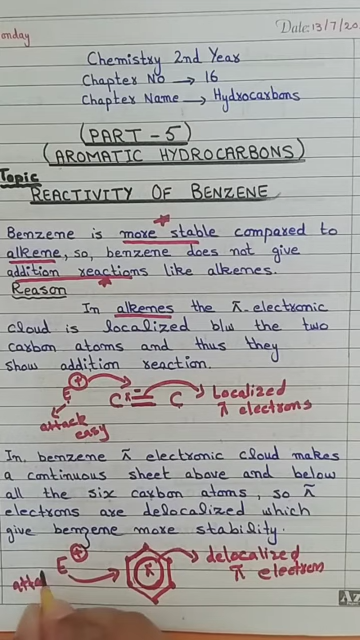 onday
Date: 13/7/20
Chemistry 2nd Year
Chapter No → 16
Chapter Name → Hydrocarbons
(PART - 5)
(AROMATIC HYDROCARBONS)
Topic
REACTIVITY OF BENZENE
Benzene is more stable compared to
alkene, so, benzene does not give
addition reactions like alkenes.
Reason
In alkenes the π-electronic
cloud is localized b/w the two
carbon atoms and thus they
show addition reaction.
E⊕
C π C
Localized
π electrons
attack
easy
In benzene π electronic cloud makes
a continuous sheet above and below
all the six carbon atoms, so π
electrons are delocalized which
give benzene more stability.
E⊕
π
delocalized
π electrons
atta
Az